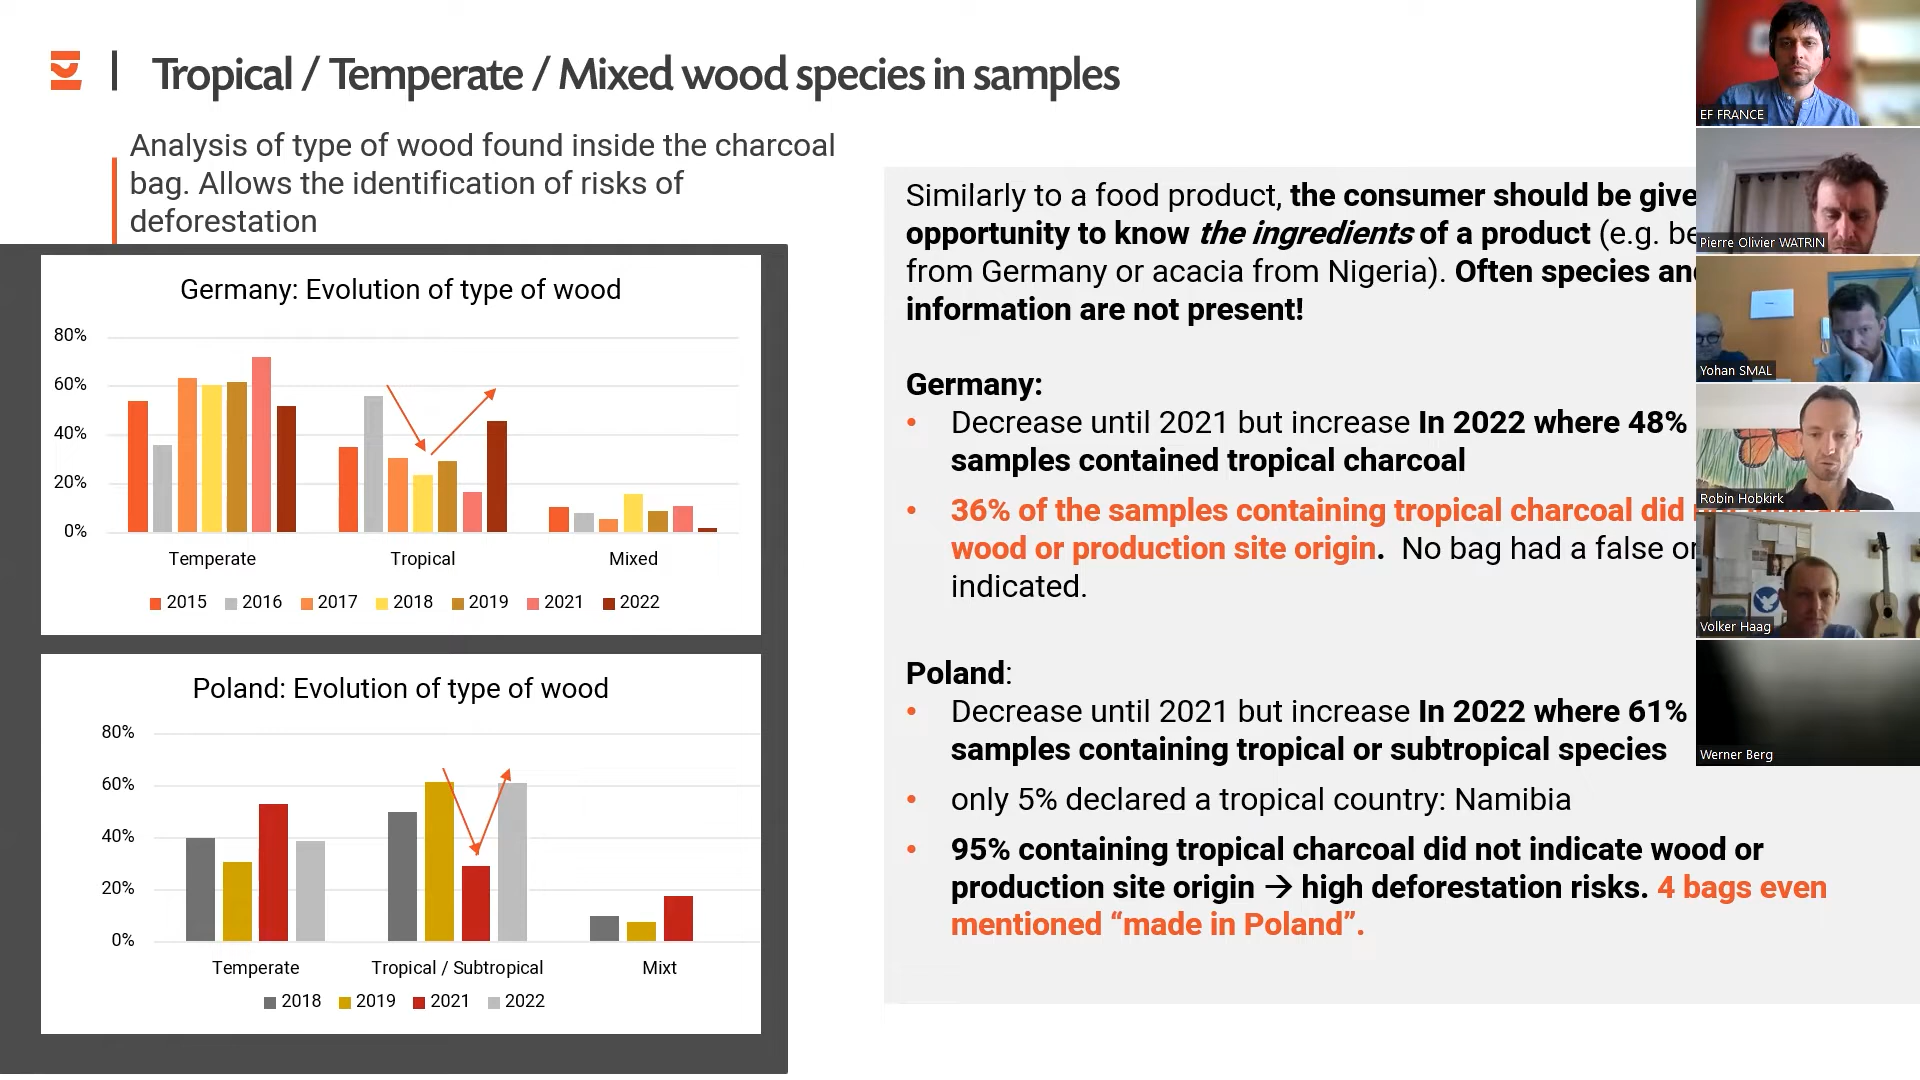 Tropical / Temperate / Mixed wood species in samples
Analysis of type of wood found inside the charcoal
bag. Allows the identification of risks of
deforestation
Germany: Evolution of type of wood
80%
60%
40%
20%
0%
Temperate Tropical Mixed
2015 2016 2017 2018 2019 2021 2022
Poland: Evolution of type of wood
80%
60%
40%
20%
0%
Temperate Tropical / Subtropical Mixt
2018 2019 2021 2022
Similarly to a food product, the consumer should be
opportunity to know the ingredients of a product (e.g.
from Germany or acacia from Nigeria). Often species
information are not present!
Germany:
• Decrease until 2021 but increase In 2022 where 48%
samples contained tropical charcoal
• 36% of the samples containing tropical charcoal did
wood or production site origin. No bag had a false
indicated.
Poland:
• Decrease until 2021 but increase In 2022 where 61%
samples containing tropical or subtropical species
• only 5% declared a tropical country: Namibia
• 95% containing tropical charcoal did not indicate wood or
production site origin → high deforestation risks. 4 bags even
mentioned “made in Poland”.
EF FRANCE
Pierre Olivier WATRIN
Yohan SMAL
Robin Hobkirk
Volker Haag
Werner Berg